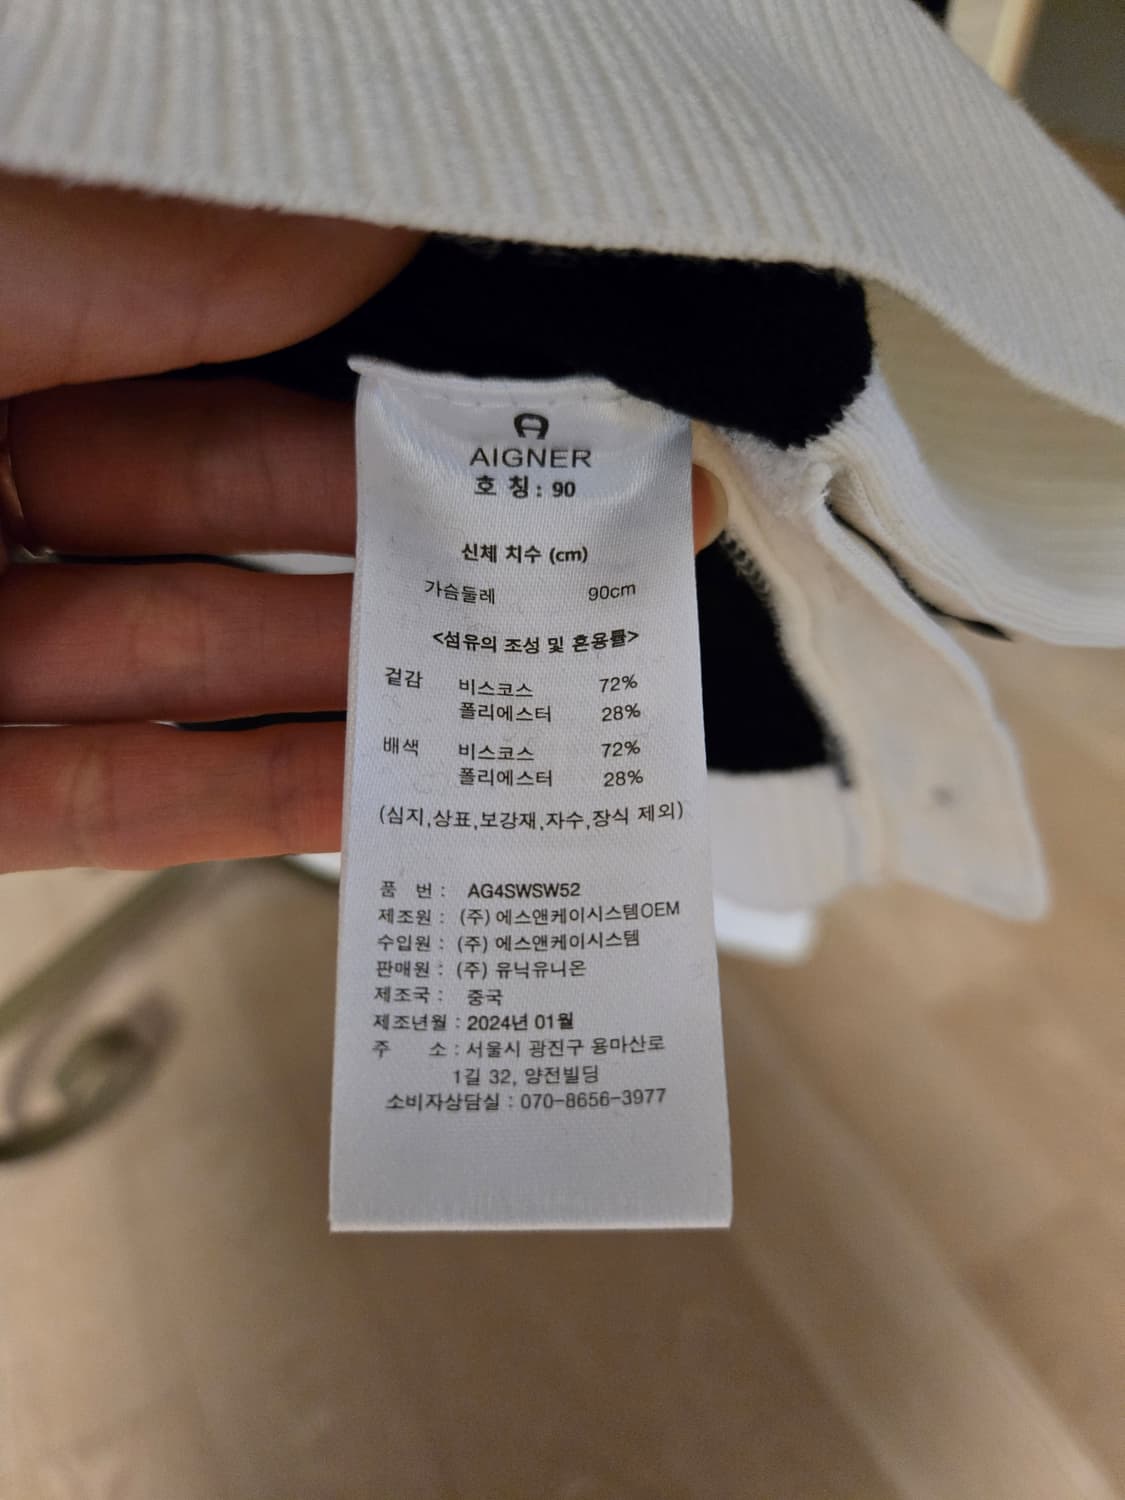 AIGNER
호 칭 : 90
신체 치수 (cm)
가슴둘레 90cm
<섬유의 조성 및 혼용률>
겉감 비스코스 72%
폴리에스터 28%
배색 비스코스 72%
폴리에스터 28%
(심지,상표,보강재,자수,장식 제외)
품 번 : AG4SWSW52
제조원 : (주) 에스앤케이시스템OEM
수입원 : (주) 에스앤케이시스템
판매원 : (주) 유닉유니온
제조국 : 중국
제조년월 : 2024년 01월
주 소 : 서울시 광진구 용마산로
1길 32, 양전빌딩
소비자상담실 : 070-8656-3977